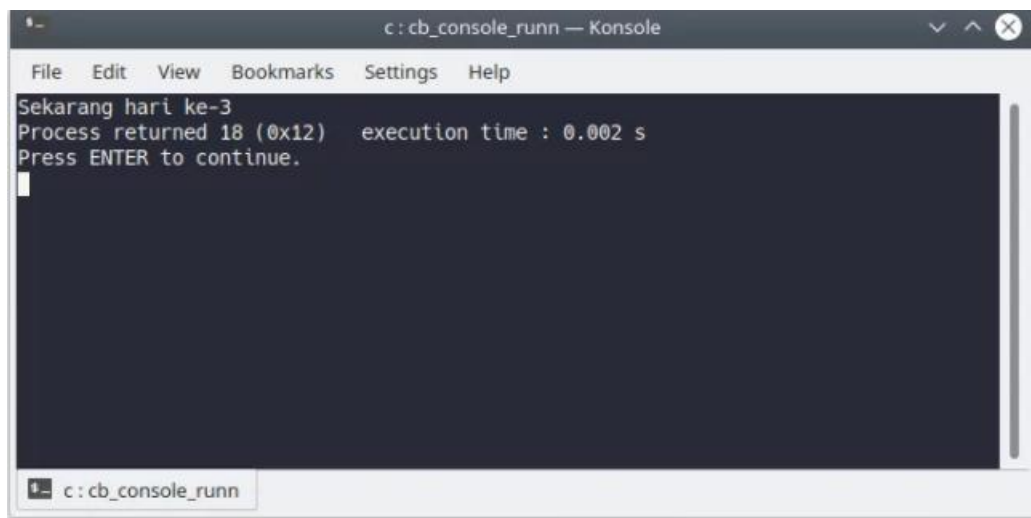 c : cb_console_runn — Konsole
File Edit View Bookmarks Settings Help
Sekarang hari ke-3
Process returned 18 (0x12)   execution time : 0.002 s
Press ENTER to continue.
c : cb_console_runn